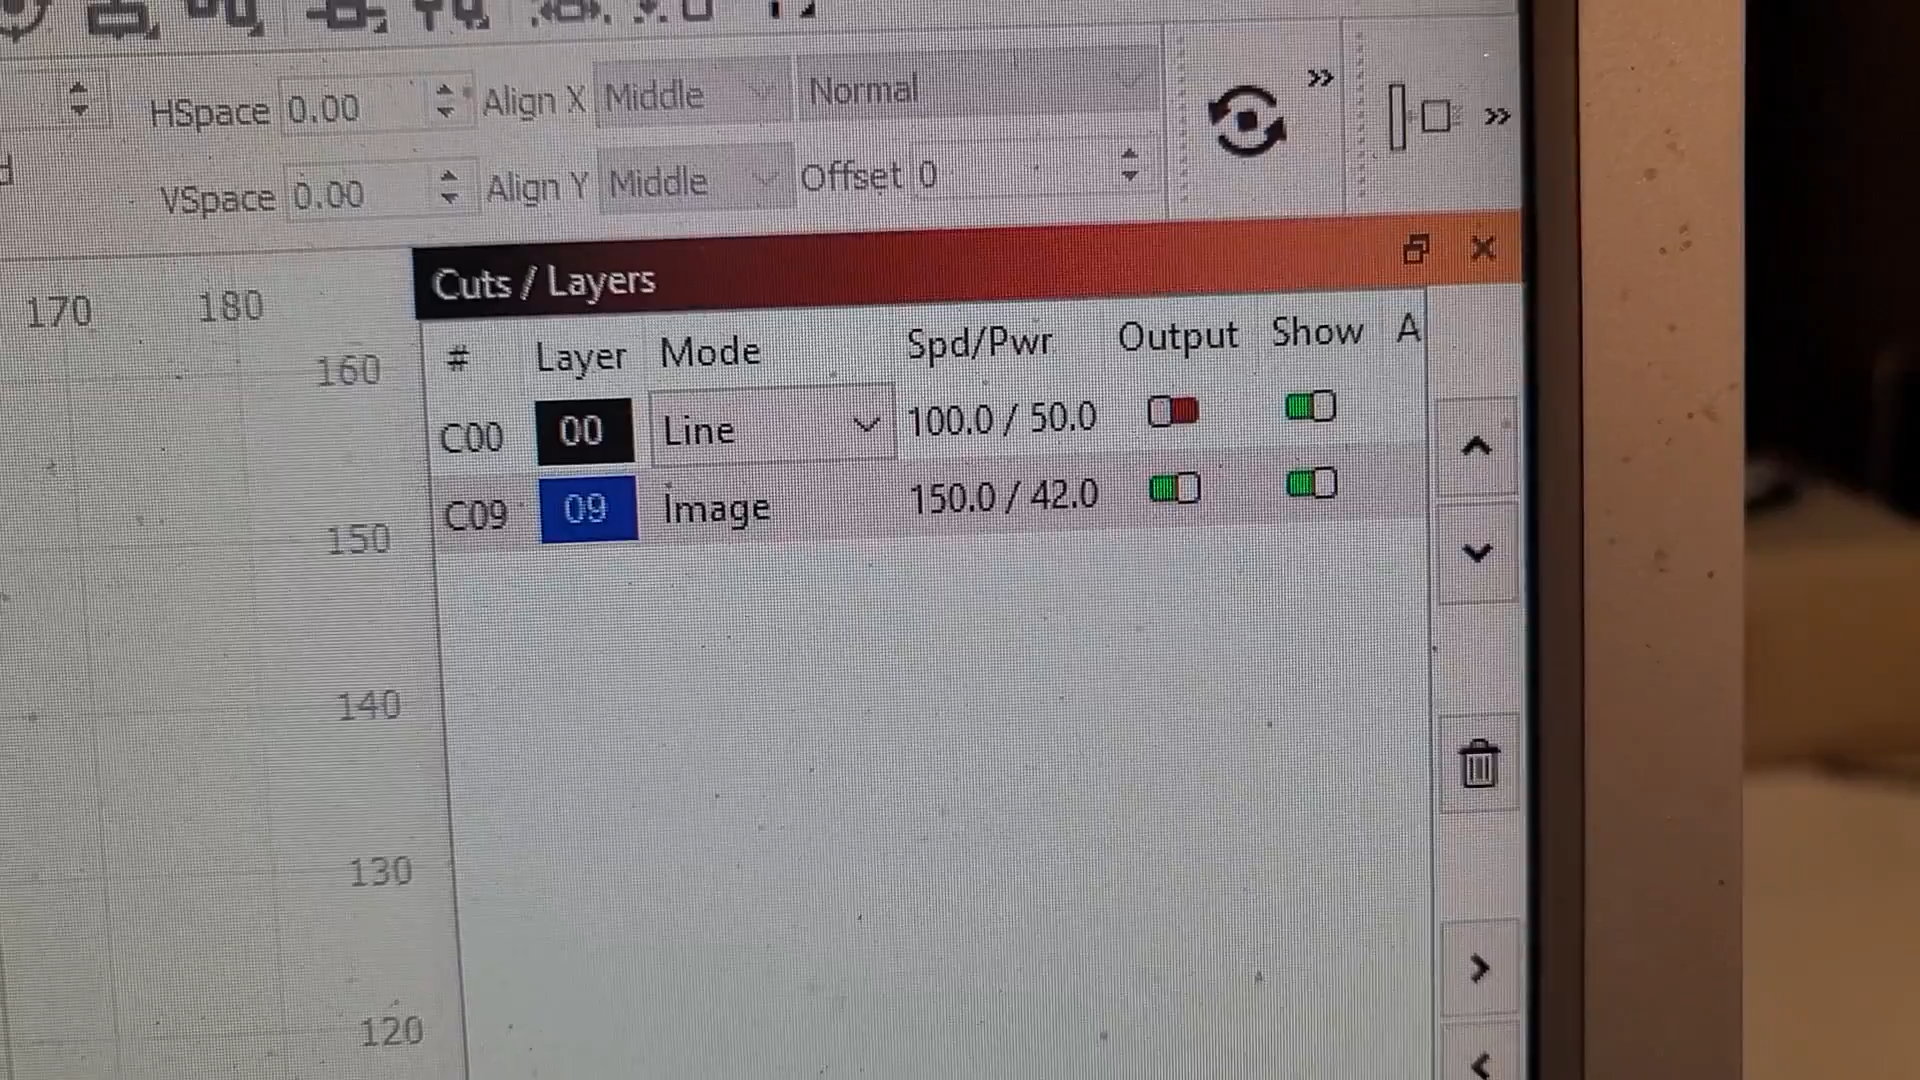 HSpace 0.00 Align X Middle Normal
VSpace 0.00 Align Y Middle Offset 0
Cuts / Layers
170 180
# Layer Mode Spd/Pwr Output Show A
C00 00 Line 100.0 / 50.0
C09 09 Image 150.0 / 42.0
160
150
140
130
120